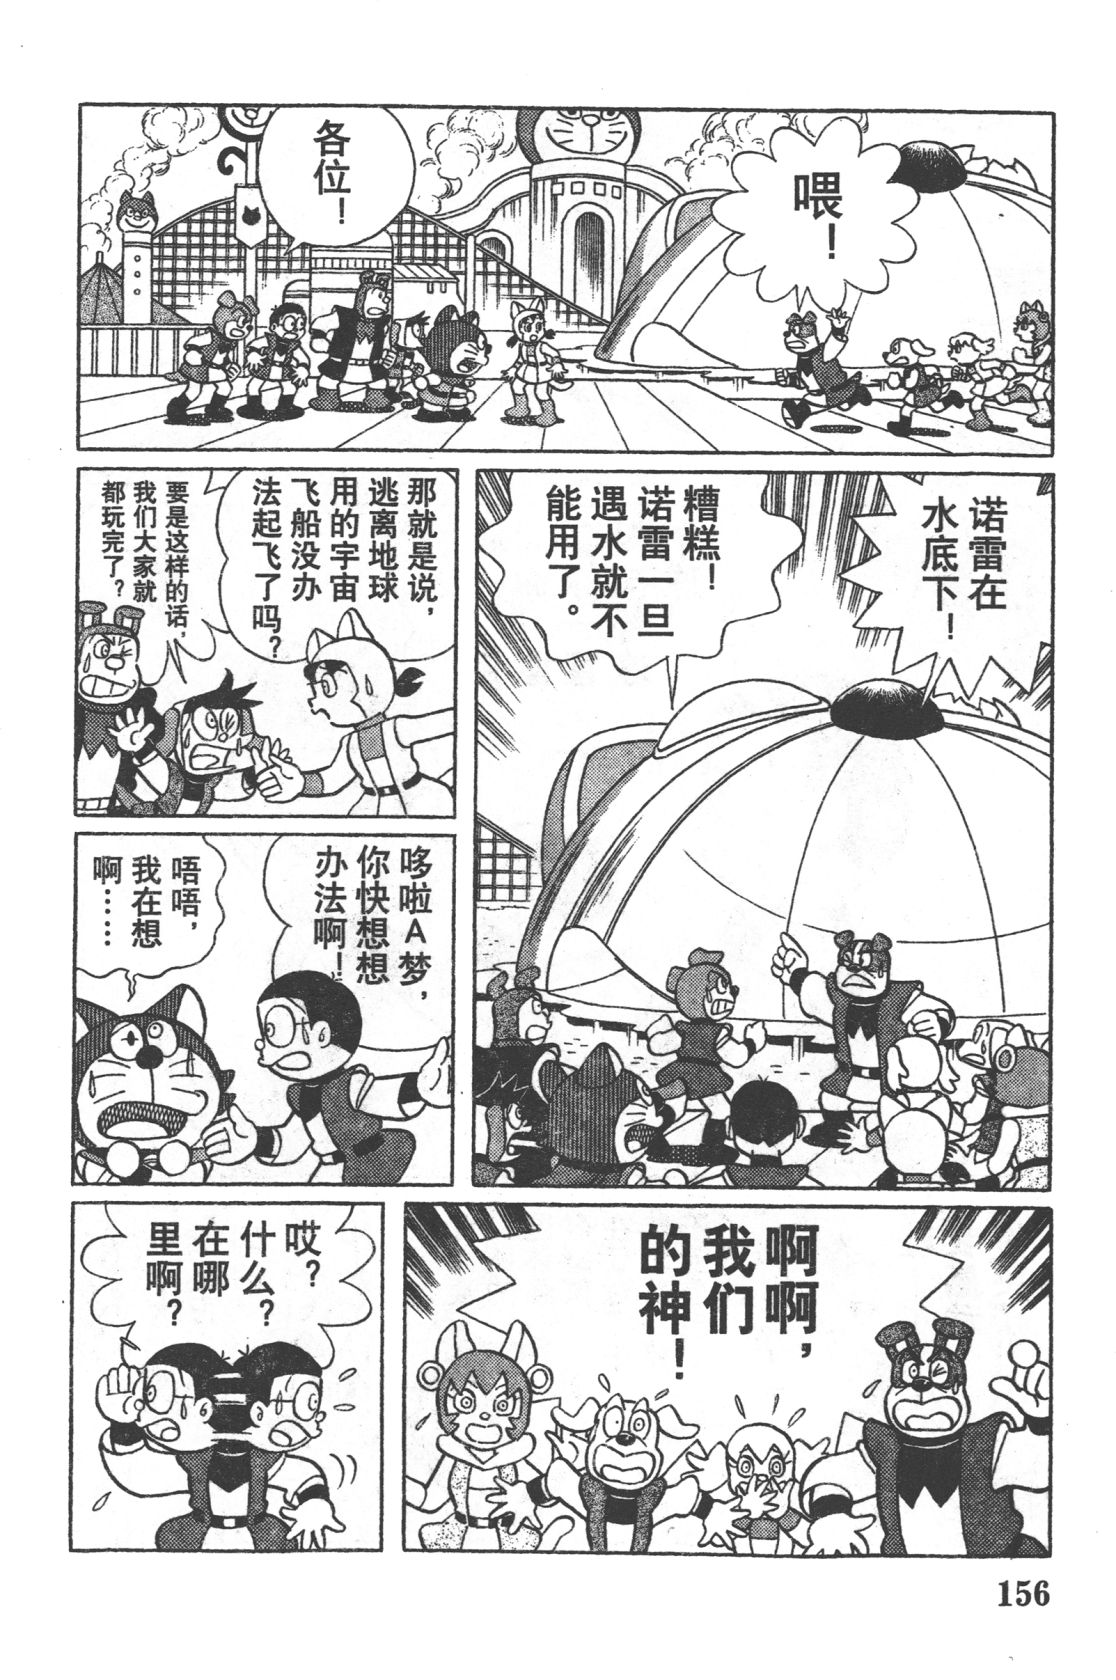 喂！
各位！
诺雷在
水底下！
糟糕！
诺雷一旦
遇水就不
能用了。
那就是说，
逃离地球
用的宇宙
飞船没办
法起飞了吗？
要是这样的话，
我们大家就
都玩完了？
哆啦A梦，
你快想想
办法啊！
唔唔，
我在想
啊……
啊啊，
我们
的神！
哎？
什么？
在哪
里啊？
156